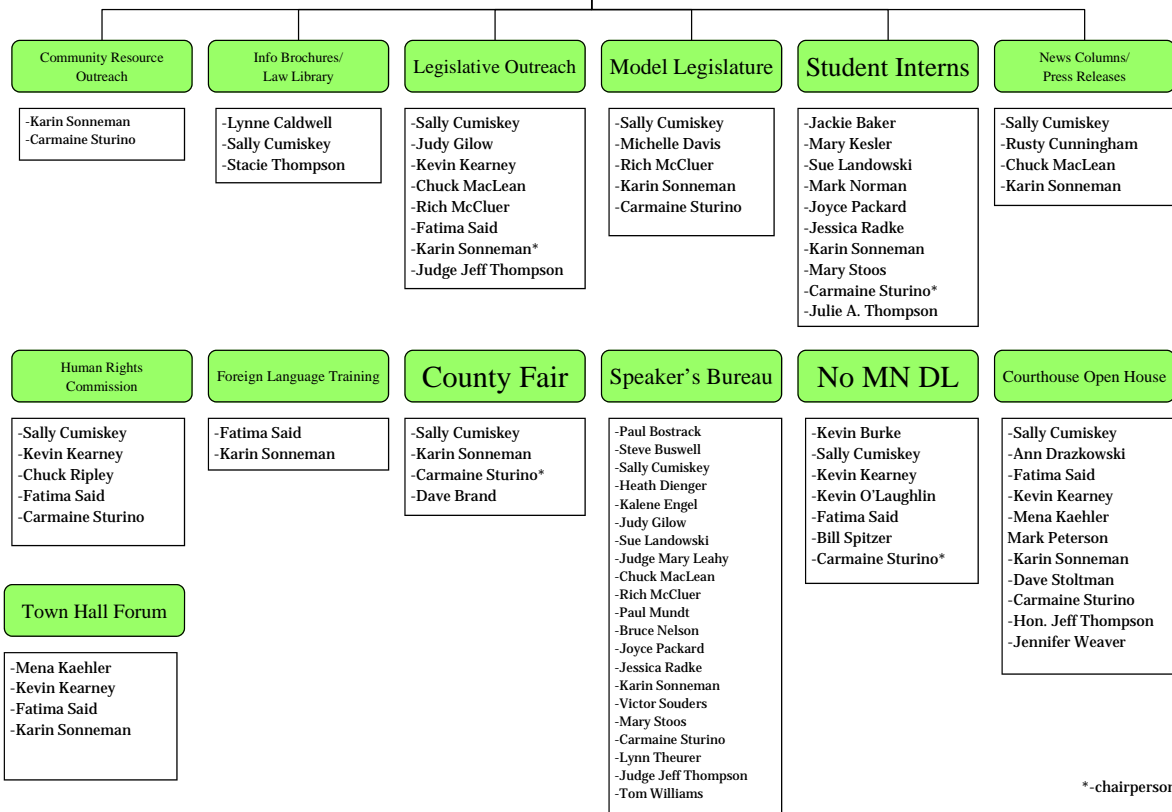 Community Resource
Outreach
-Karin Sonneman
-Carmaine Sturino
Info Brochures/
Law Library
-Lynne Caldwell
-Sally Cumiskey
-Stacie Thompson
Legislative Outreach
-Sally Cumiskey
-Judy Gilow
-Kevin Kearney
-Chuck MacLean
-Rich McCluer
-Fatima Said
-Karin Sonneman*
-Judge Jeff Thompson
Model Legislature
-Sally Cumiskey
-Michelle Davis
-Rich McCluer
-Karin Sonneman
-Carmaine Sturino
Student Interns
-Jackie Baker
-Mary Kesler
-Sue Landowski
-Mark Norman
-Joyce Packard
-Jessica Radke
-Karin Sonneman
-Mary Stoos
-Carmaine Sturino*
-Julie A. Thompson
News Columns/
Press Releases
-Sally Cumiskey
-Rusty Cunningham
-Chuck MacLean
-Karin Sonneman
Human Rights
Commission
-Sally Cumiskey
-Kevin Kearney
-Chuck Ripley
-Fatima Said
-Carmaine Sturino
Foreign Language Training
-Fatima Said
-Karin Sonneman
County Fair
-Sally Cumiskey
-Karin Sonneman
-Carmaine Sturino*
-Dave Brand
Speaker's Bureau
-Paul Bostrack
-Steve Buswell
-Sally Cumiskey
-Heath Dienger
-Kalene Engel
-Judy Gilow
-Sue Landowski
-Judge Mary Leahy
-Chuck MacLean
-Rich McCluer
-Paul Mundt
-Bruce Nelson
-Joyce Packard
-Jessica Radke
-Karin Sonneman
-Victor Souders
-Mary Stoos
-Carmaine Sturino
-Lynn Theurer
-Judge Jeff Thompson
-Tom Williams
No MN DL
-Kevin Burke
-Sally Cumiskey
-Kevin Kearney
-Kevin O'Laughlin
-Fatima Said
-Bill Spitzer
-Carmaine Sturino*
Courthouse Open House
-Sally Cumiskey
-Ann Drazkowski
-Fatima Said
-Kevin Kearney
-Mena Kaehler
Mark Peterson
-Karin Sonneman
-Dave Stoltman
-Carmaine Sturino
-Hon. Jeff Thompson
-Jennifer Weaver
Town Hall Forum
-Mena Kaehler
-Kevin Kearney
-Fatima Said
-Karin Sonneman
*-chairperson